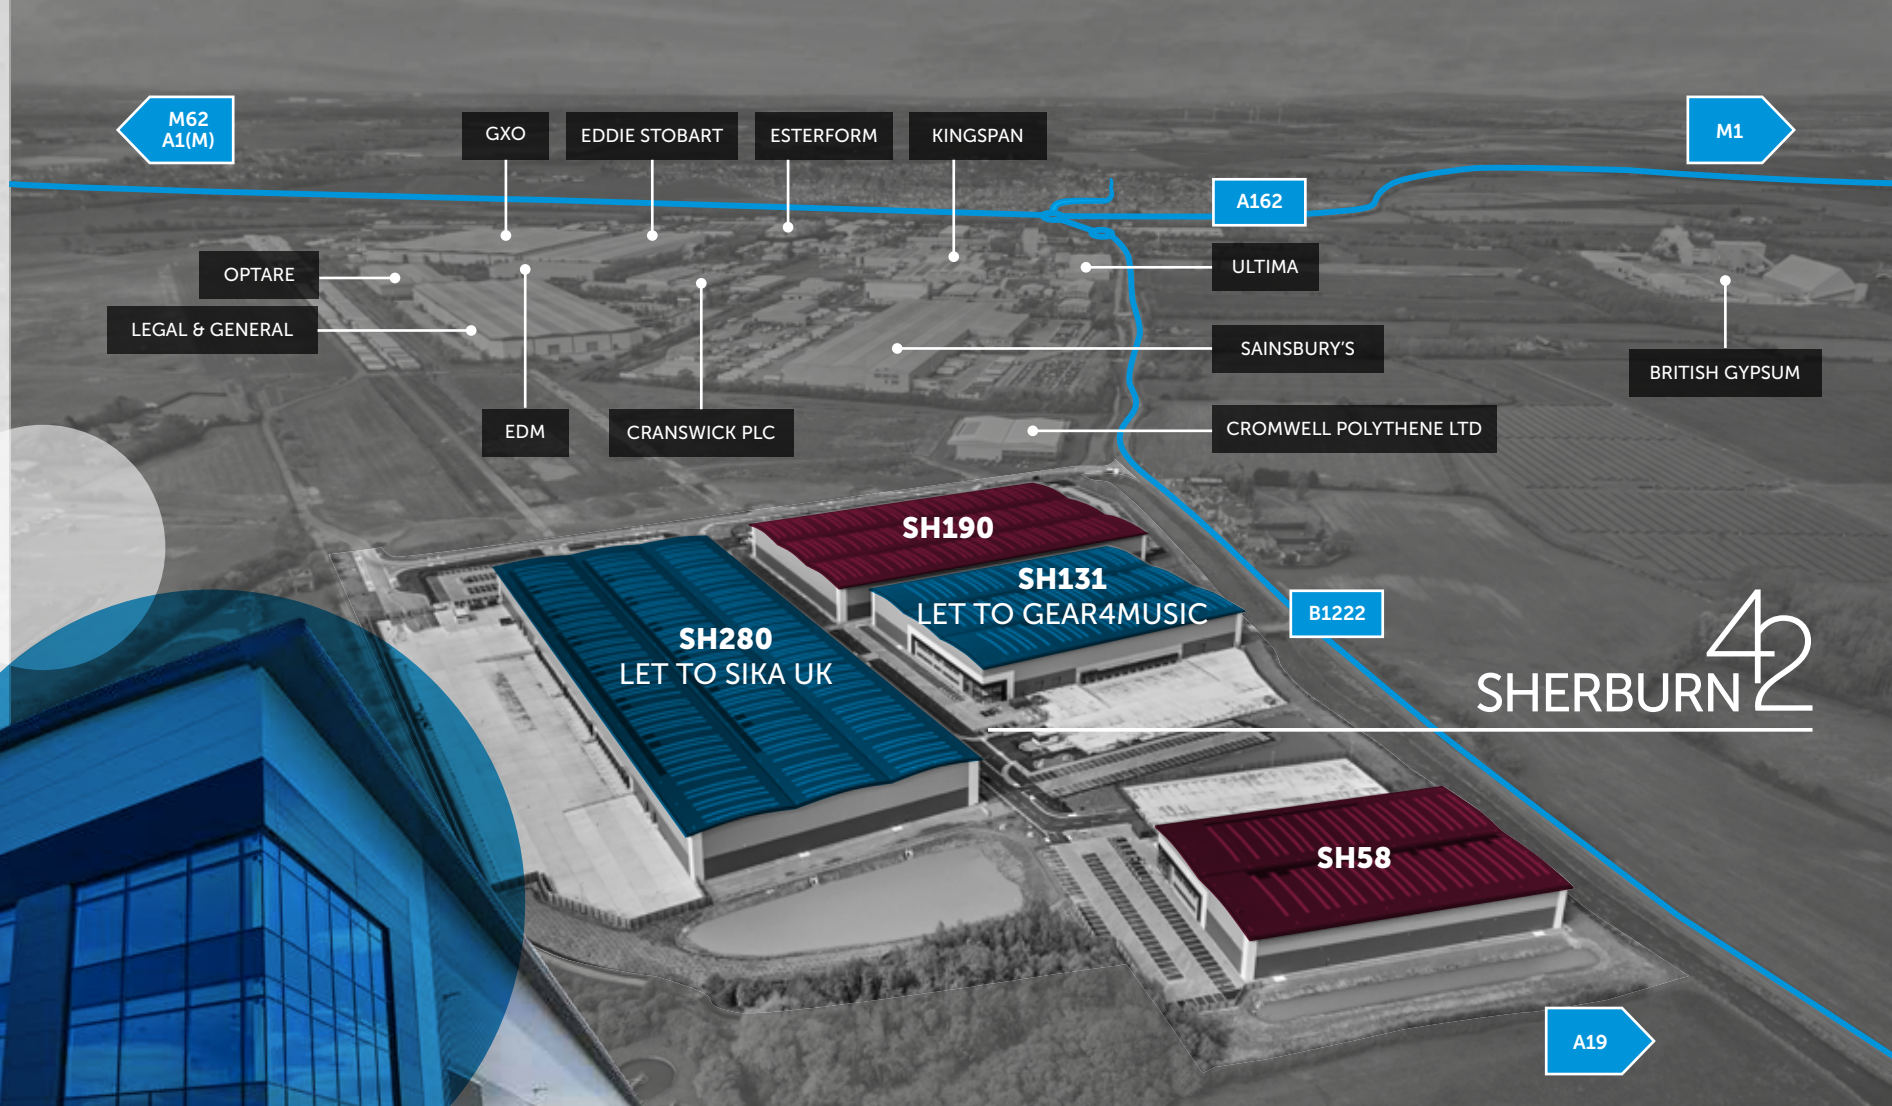 M62
A1(M)
GXO
EDDIE STOBART
ESTERFORM
KINGSPAN
M1
A162
OPTARE
ULTIMA
LEGAL & GENERAL
SAINSBURY'S
BRITISH GYPSUM
EDM
CRANSWICK PLC
CROMWELL POLYTHENE LTD
SH190
SH131
LET TO GEAR4MUSIC
SH280
LET TO SIKA UK
B1222
SHERBURN 42
SH58
A19